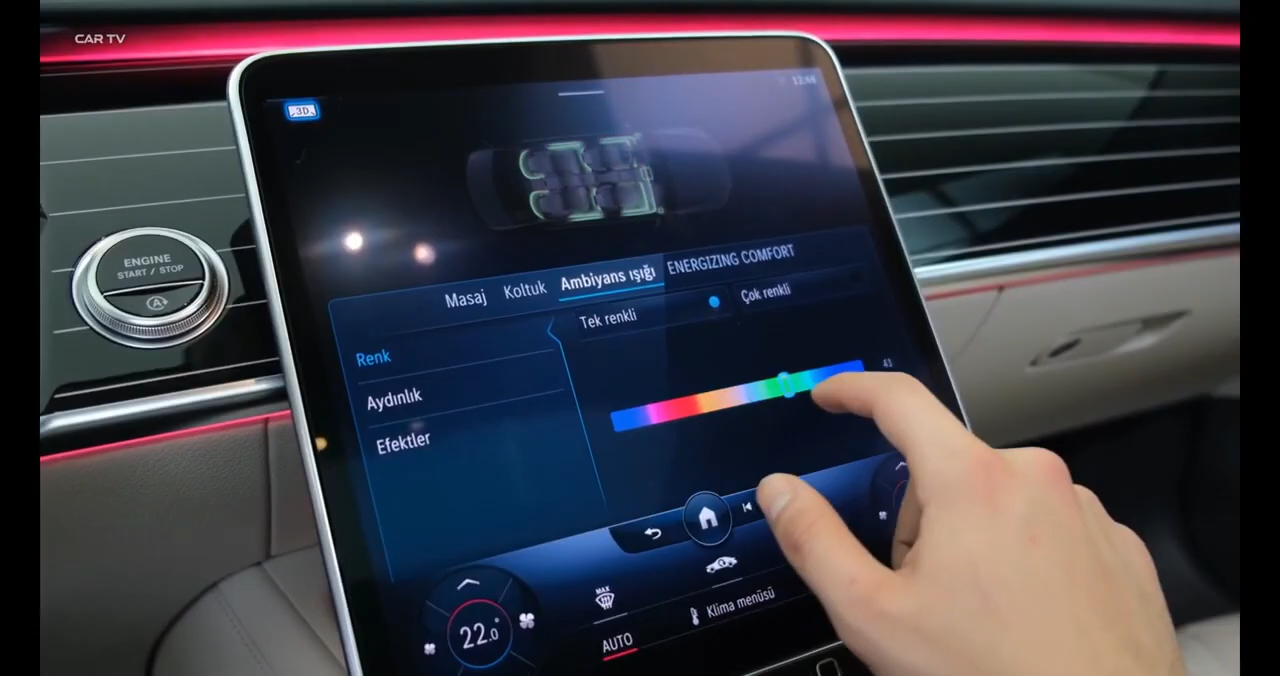 CAR TV
3D
12:46
ENGINE
START / STOP
A
Masaj Koltuk Ambiyans ışığı ENERGIZING COMFORT
Tek renkli Çok renkli
Renk
Aydınlık
Efektler
43
MAX
22.0°
AUTO
Klima menüsü